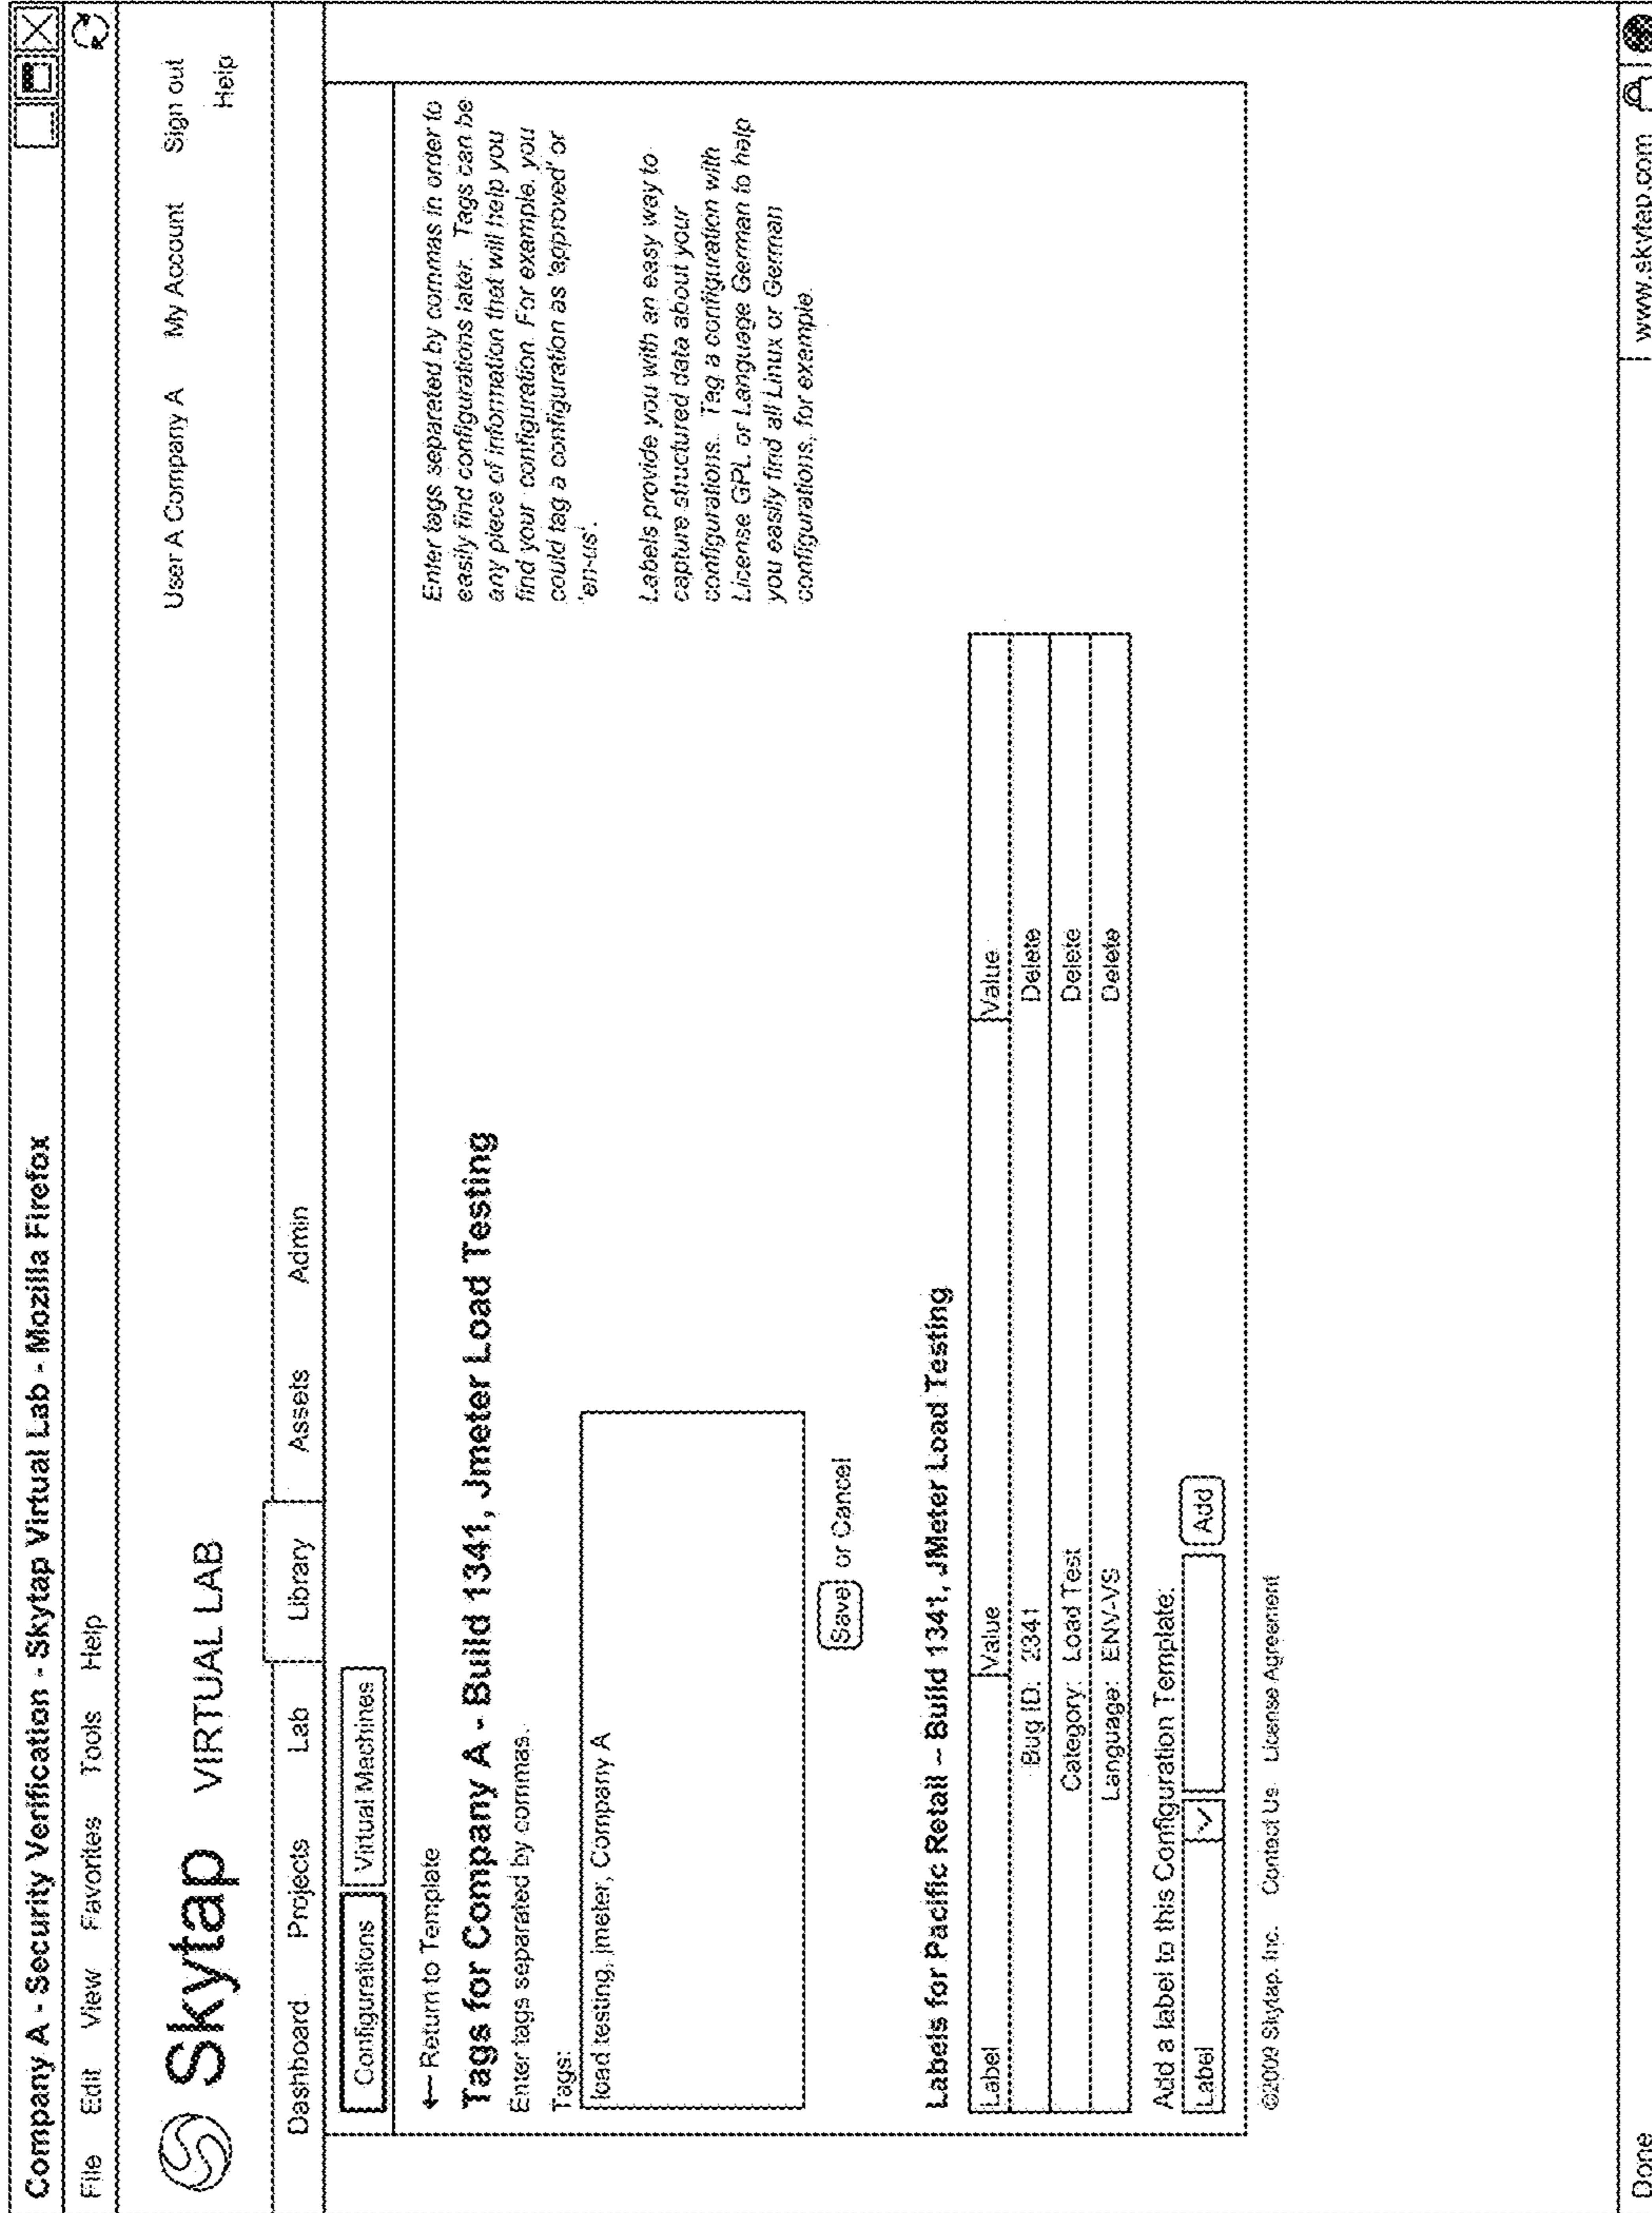 Company A - Security Verification - Skytap Virtual Lab - Mozilla Firefox
File Edit View Favorites Tools Help
Skytap VIRTUAL LAB
User A Company A My Account Sign out
Help
Dashboard Projects Lab Library Assets Admin
Configurations Virtual Machines
← Return to Template
Tags for Company A - Build 1341, Jmeter Load Testing
Enter tags separated by commas.
Tags:
load testing, jmeter, Company A
Save or Cancel
Enter tags separated by commas in order to
easily find configurations later. Tags can be
any piece of information that will help you
find your configuration. For example, you
could tag a configuration as 'approved' or
'en-us'.
Labels provide you with an easy way to
capture structured data about your
configurations. Tag a configuration with
License GPL or Language German to help
you easily find all Linux or German
configurations, for example.
Labels for Pacific Retail -- Build 1341, JMeter Load Testing
Label Value Value
Bug ID: 2341 Delete
Category: Load Test Delete
Language: ENV-VS Delete
Add a label to this Configuration Template:
Label Add
©2009 Skytap, Inc. Contact Us License Agreement
Done www.skytap.com